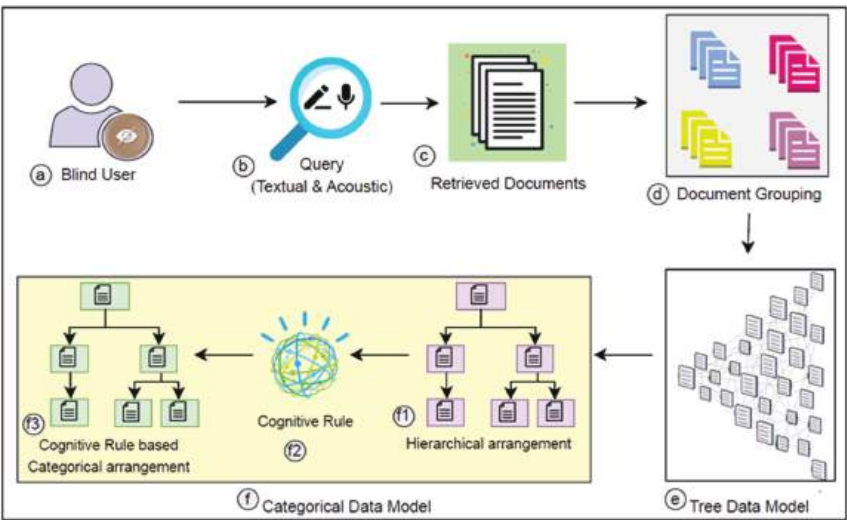 a Blind User
b Query
(Textual & Acoustic)
c Retrieved Documents
d Document Grouping
e Tree Data Model
f1 Hierarchical arrangement
Cognitive Rule
f2
f3 Cognitive Rule based
Categorical arrangement
f Categorical Data Model